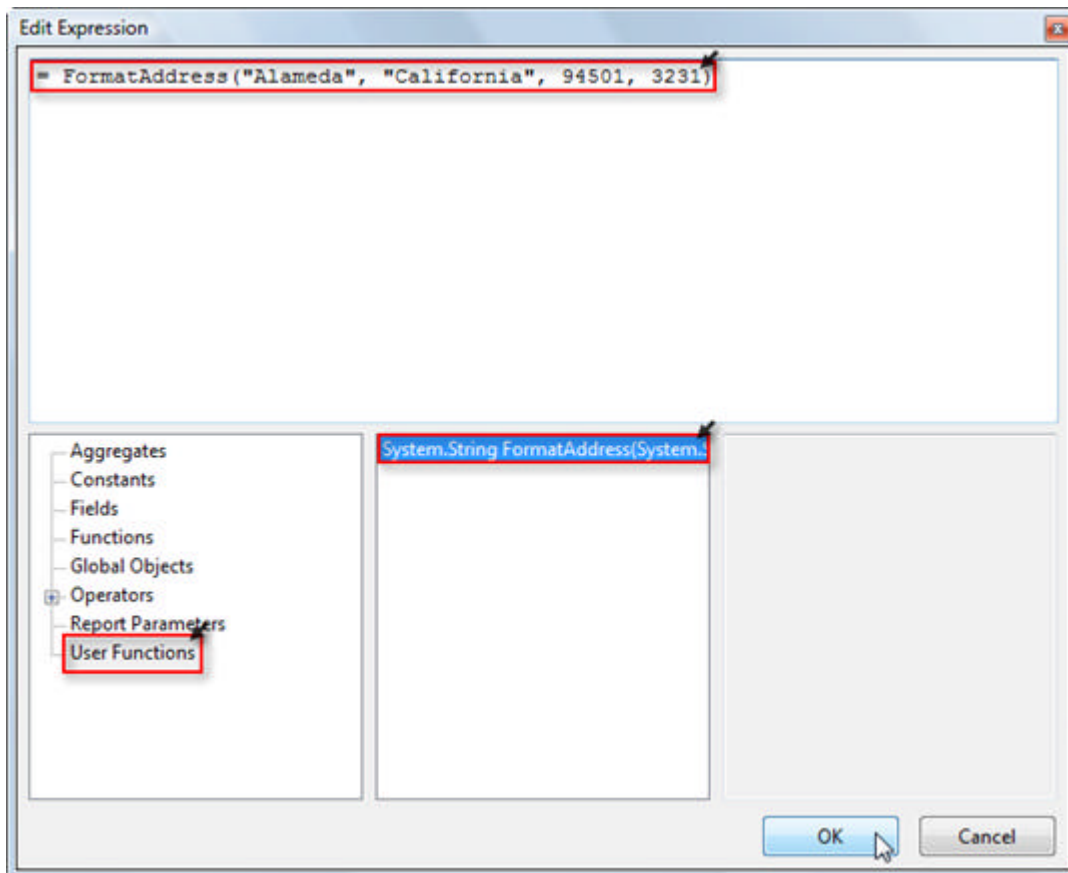 Edit Expression
= FormatAddress("Alameda", "California", 94501, 3231)
Aggregates
Constants
Fields
Functions
Global Objects
Operators
Report Parameters
User Functions
System.String FormatAddress(System.S
OK
Cancel